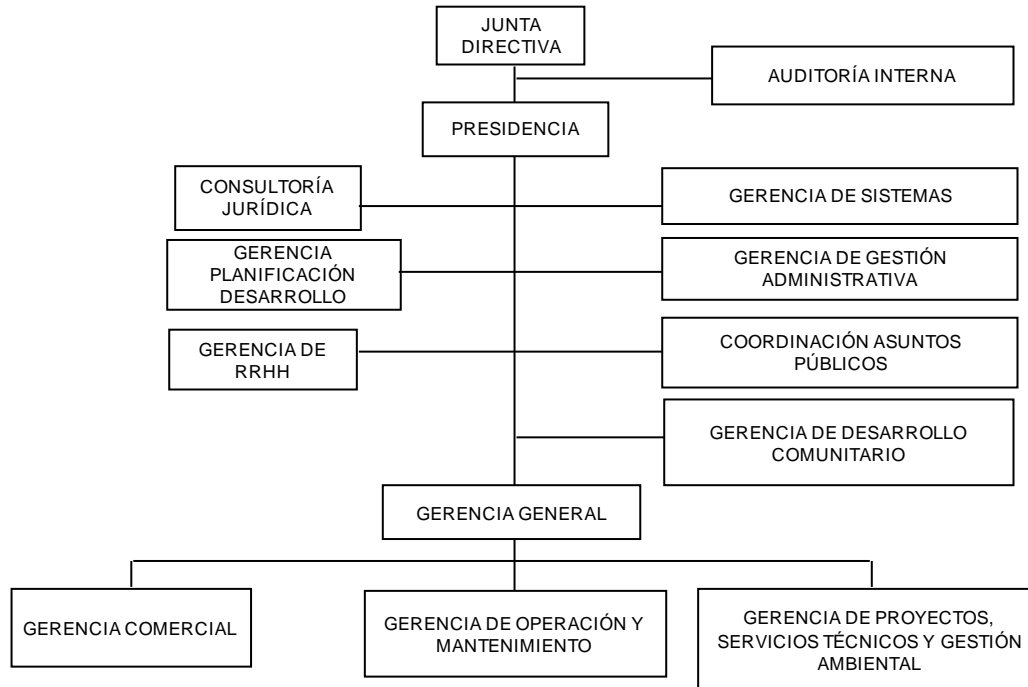 JUNTA
DIRECTIVA
AUDITORÍA INTERNA
PRESIDENCIA
CONSULTORÍA
JURÍDICA
GERENCIA DE SISTEMAS
GERENCIA
PLANIFICACIÓN
DESARROLLO
GERENCIA DE GESTIÓN
ADMINISTRATIVA
GERENCIA DE
RRHH
COORDINACIÓN ASUNTOS
PÚBLICOS
GERENCIA DE DESARROLLO
COMUNITARIO
GERENCIA GENERAL
GERENCIA COMERCIAL
GERENCIA DE OPERACIÓN Y
MANTENIMIENTO
GERENCIA DE PROYECTOS,
SERVICIOS TÉCNICOS Y GESTIÓN
AMBIENTAL